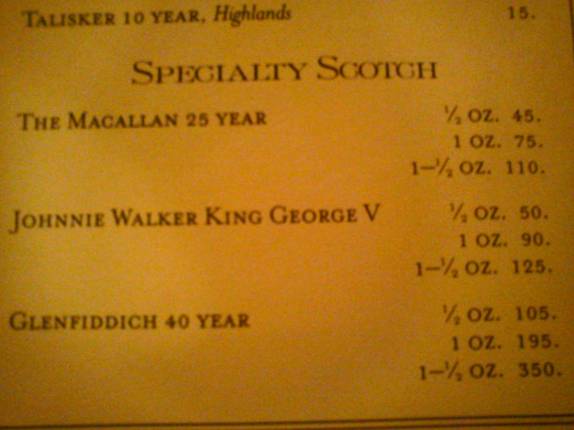 TALISKER 10 YEAR, Highlands 15.
SPECIALTY SCOTCH
THE MACALLAN 25 YEAR ½ OZ. 45.
1 OZ. 75.
1–½ OZ. 110.
JOHNNIE WALKER KING GEORGE V ½ OZ. 50.
1 OZ. 90.
1–½ OZ. 125.
GLENFIDDICH 40 YEAR ½ OZ. 105.
1 OZ. 195.
1–½ OZ. 350.